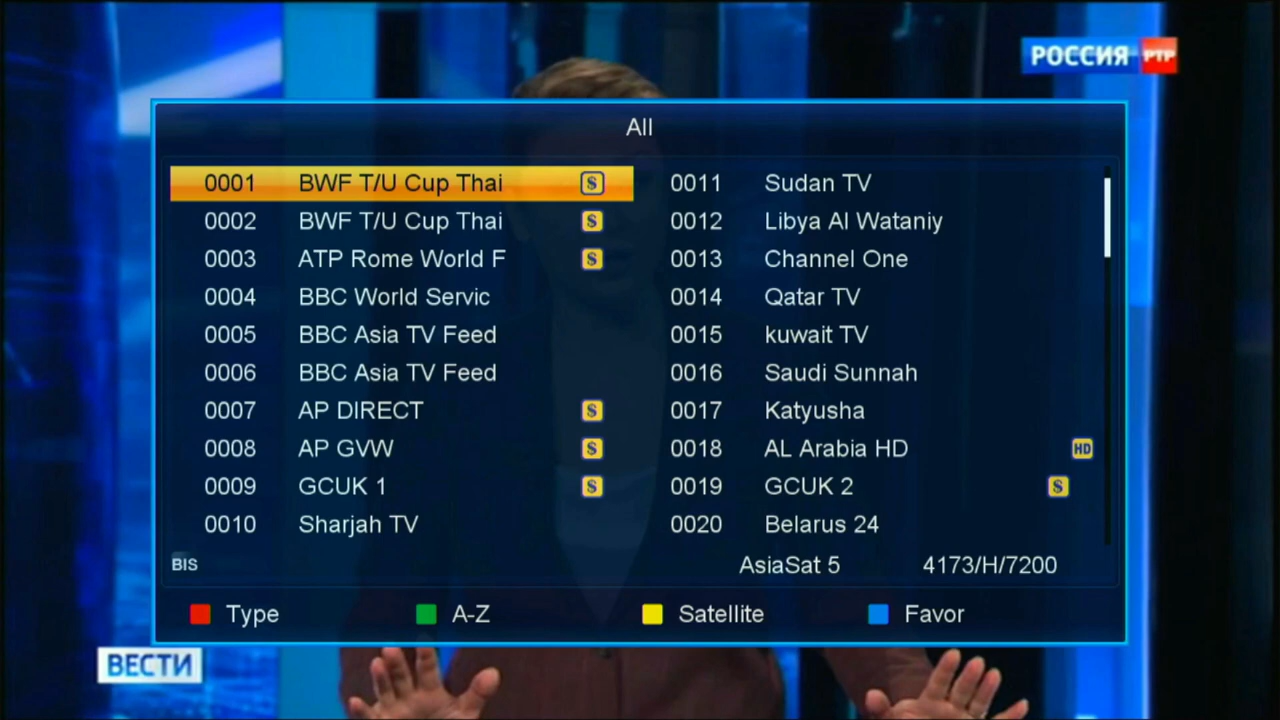 РОССИЯ РТР
All
0001 BWF T/U Cup Thai $
0002 BWF T/U Cup Thai $
0003 ATP Rome World F $
0004 BBC World Servic
0005 BBC Asia TV Feed
0006 BBC Asia TV Feed
0007 AP DIRECT $
0008 AP GVW $
0009 GCUK 1 $
0010 Sharjah TV
0011 Sudan TV
0012 Libya Al Wataniy
0013 Channel One
0014 Qatar TV
0015 kuwait TV
0016 Saudi Sunnah
0017 Katyusha
0018 AL Arabia HD HD
0019 GCUK 2 $
0020 Belarus 24
BIS AsiaSat 5 4173/H/7200
Type A-Z Satellite Favor
ВЕСТИ